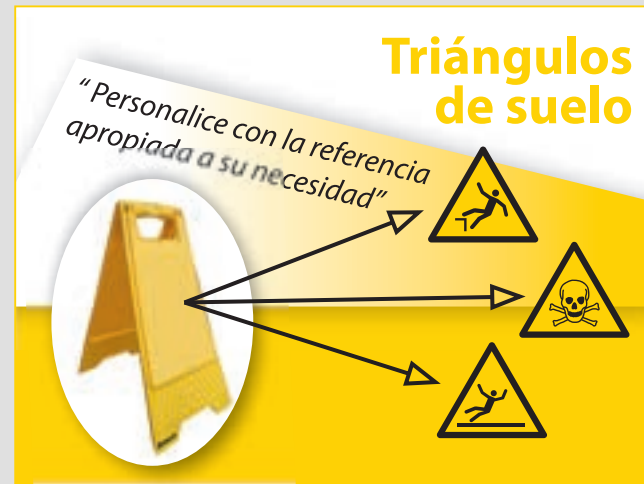 Triángulos
de suelo
“ Personalice con la referencia
apropiada a su necesidad”